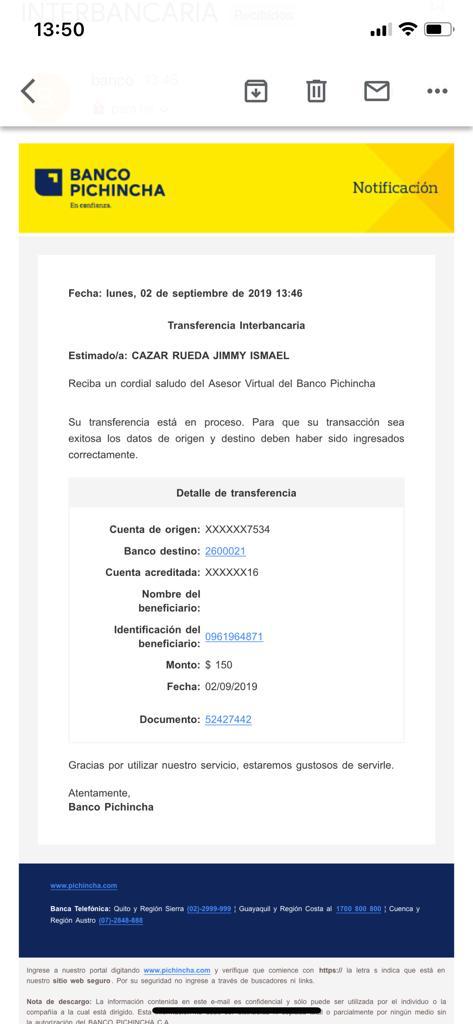 INTERBANCARIA Recibidos
13:50
banco 13:46
para mí
BANCO
PICHINCHA
En confianza.
Notificación
Fecha: lunes, 02 de septiembre de 2019 13:46
Transferencia Interbancaria
Estimado/a: CAZAR RUEDA JIMMY ISMAEL
Reciba un cordial saludo del Asesor Virtual del Banco Pichincha
Su transferencia está en proceso. Para que su transacción sea
exitosa los datos de origen y destino deben haber sido ingresados
correctamente.
Detalle de transferencia
Cuenta de origen: XXXXXX7534
Banco destino: 2600021
Cuenta acreditada: XXXXXX16
Nombre del
beneficiario:
Identificación del
beneficiario: 0961964871
Monto: $ 150
Fecha: 02/09/2019
Documento: 52427442
Gracias por utilizar nuestro servicio, estaremos gustosos de servirle.
Atentamente,
Banco Pichincha
www.pichincha.com
Banca Telefónica: Quito y Región Sierra (02)-2999-999 ¦ Guayaquil y Región Costa al 1700 800 800 ¦ Cuenca y
Región Austro (07)-2848-888
Ingrese a nuestro portal digitando www.pichincha.com y verifique que comience con https:// la letra s indica que está en
nuestro sitio web seguro. Por su seguridad no ingrese a través de buscadores ni links.
Nota de descargo: La información contenida en este e-mail es confidencial y sólo puede ser utilizada por el individuo o la
compañía a la cual está dirigido. Esta l o parcialmente por ningún medio sin
la autorización del BANCO PICHINCHA C.A.